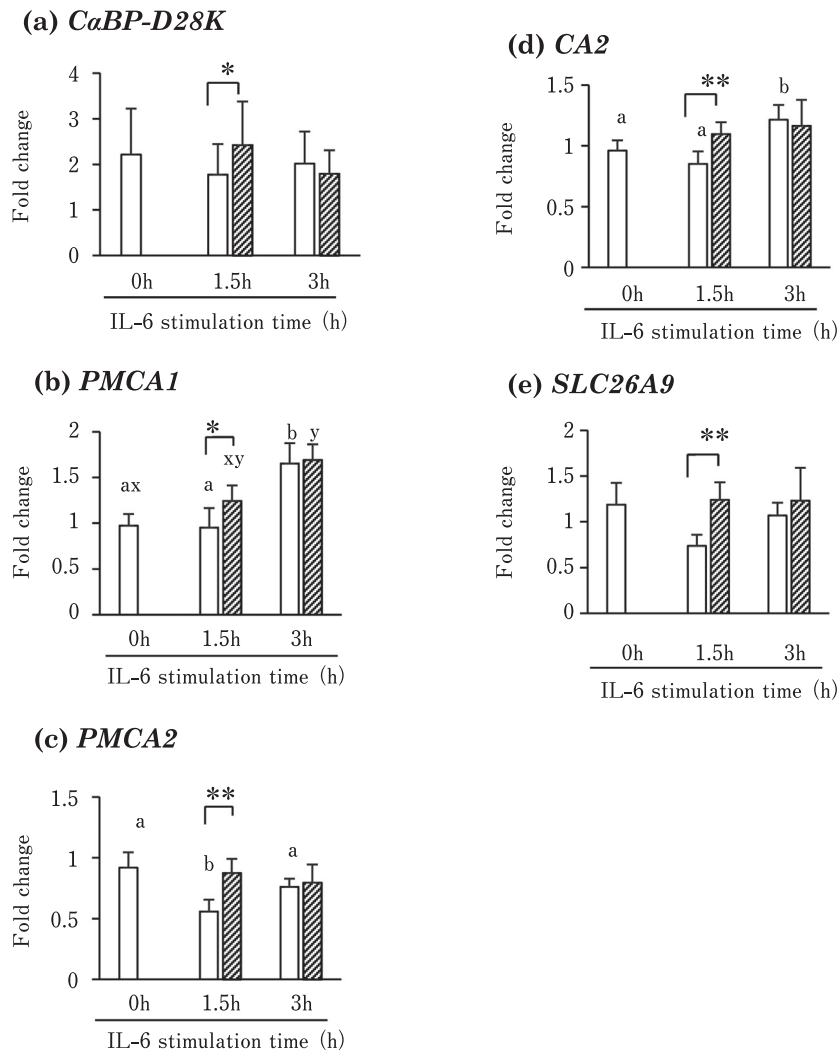 (a) CaBP-D28K
Fold change
4
3
2
1
0
*
0h 1.5h 3h
IL-6 stimulation time (h)
(b) PMCA1
Fold change
2
1.5
1
0.5
0
ax
a
*
xy
b
y
0h 1.5h 3h
IL-6 stimulation time (h)
(c) PMCA2
Fold change
1.5
1
0.5
0
a
b
**
a
0h 1.5h 3h
IL-6 stimulation time (h)
(d) CA2
Fold change
1.5
1
0.5
0
a
a
**
b
0h 1.5h 3h
IL-6 stimulation time (h)
(e) SLC26A9
Fold change
2
1.5
1
0.5
0
**
0h 1.5h 3h
IL-6 stimulation time (h)